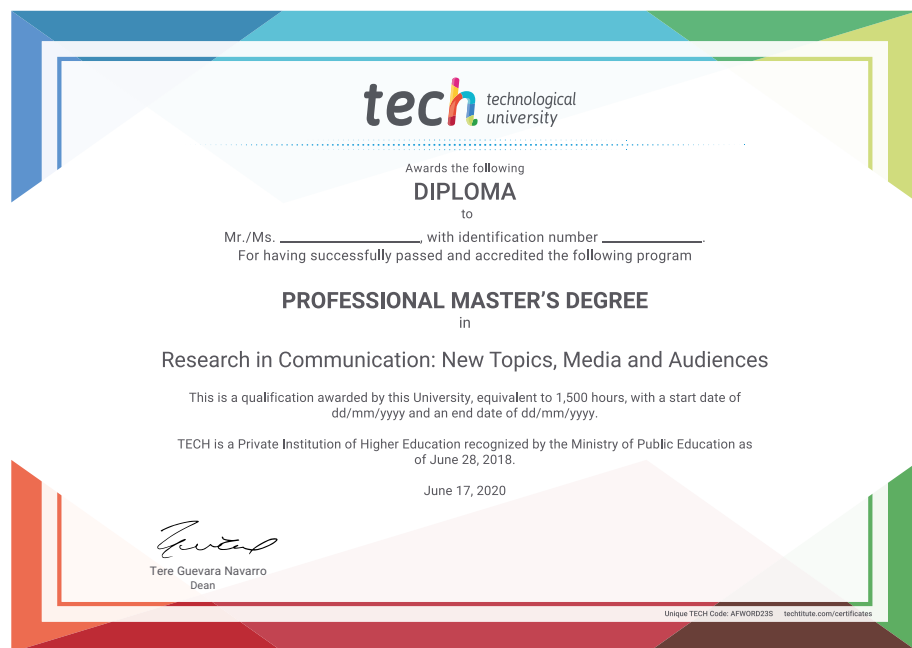 tech technological
university
Awards the following
DIPLOMA
to
Mr./Ms. ____________________, with identification number ______________.
For having successfully passed and accredited the following program
PROFESSIONAL MASTER'S DEGREE
in
Research in Communication: New Topics, Media and Audiences
This is a qualification awarded by this University, equivalent to 1,500 hours, with a start date of
dd/mm/yyyy and an end date of dd/mm/yyyy.
TECH is a Private Institution of Higher Education recognized by the Ministry of Public Education as
of June 28, 2018.
June 17, 2020
Tere Guevara Navarro
Dean
Unique TECH Code: AFWORD23S techtitute.com/certificates